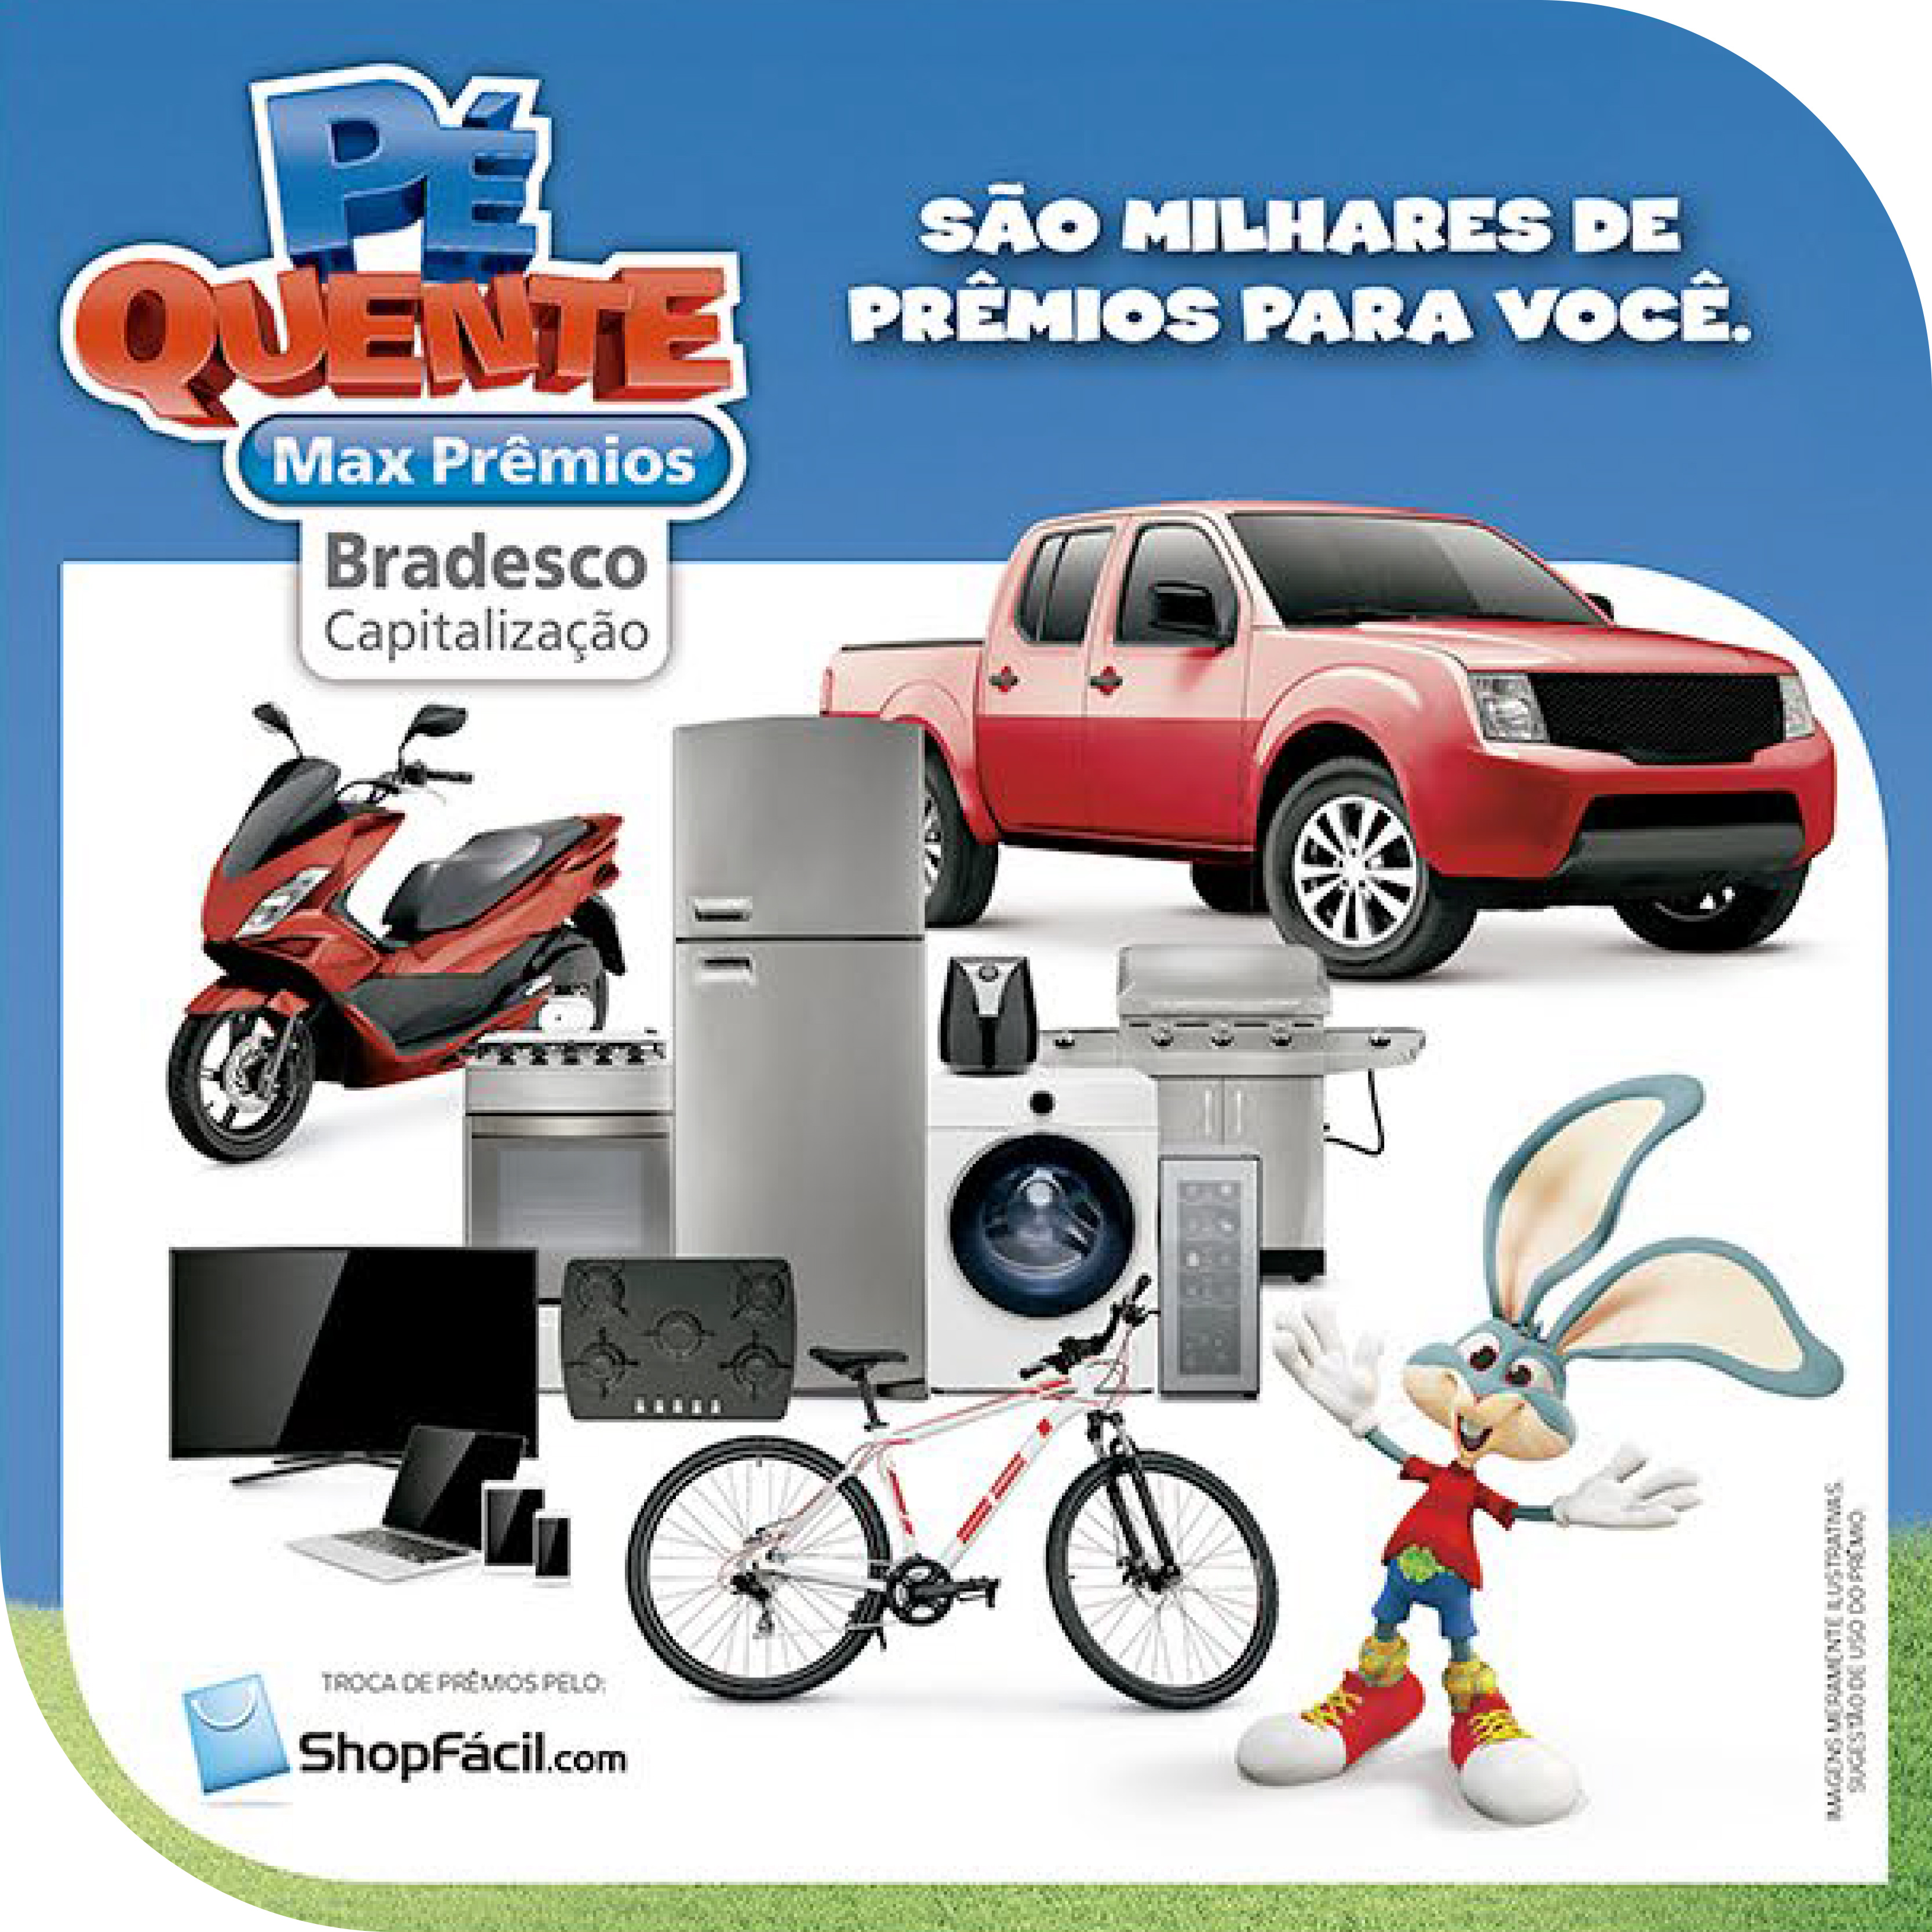 PÉ
QUENTE
Max Prêmios
Bradesco
Capitalização
SÃO MILHARES DE
PRÊMIOS PARA VOCÊ.
TROCA DE PRÊMIOS PELO:
ShopFácil.com
IMAGENS MERAMENTE ILUSTRATIVAS.
SUGESTÃO DE USO DO PRÊMIO.